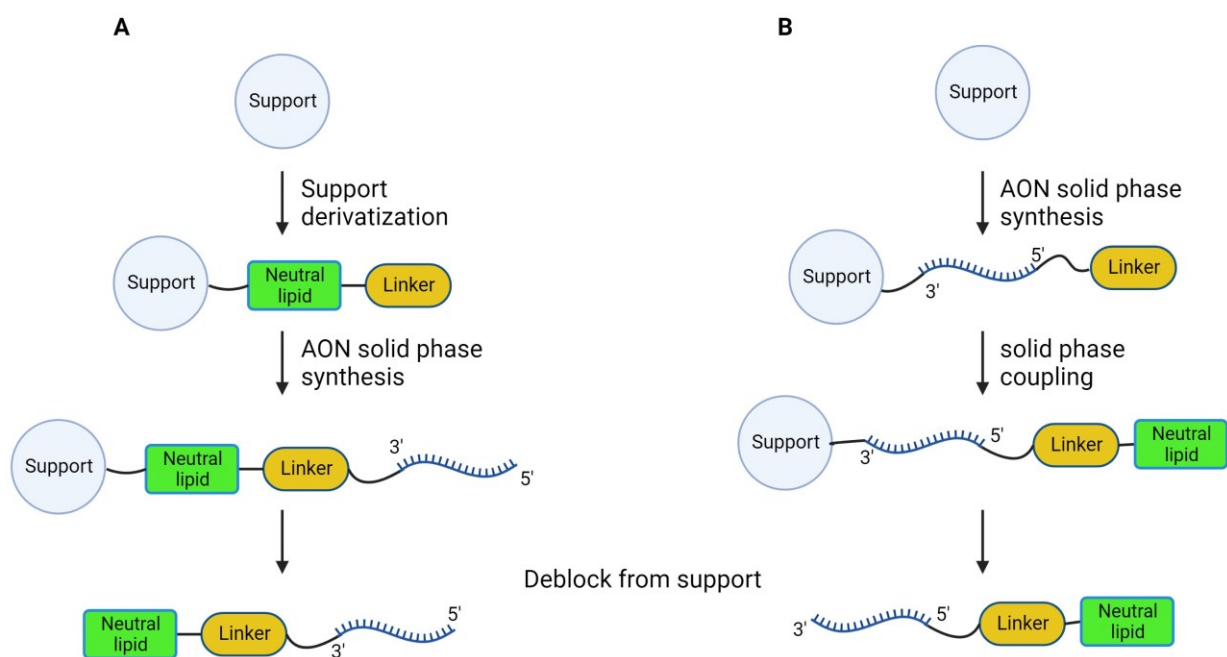 A
Support
Support
derivatization
Support
Neutral
lipid
Linker
AON solid phase
synthesis
Support
Neutral
lipid
Linker
3'
5'
Neutral
lipid
Linker
3'
5'
Deblock from support
B
Support
AON solid phase
synthesis
Support
3'
5'
Linker
solid phase
coupling
Support
3'
5'
Linker
Neutral
lipid
3'
5'
Linker
Neutral
lipid